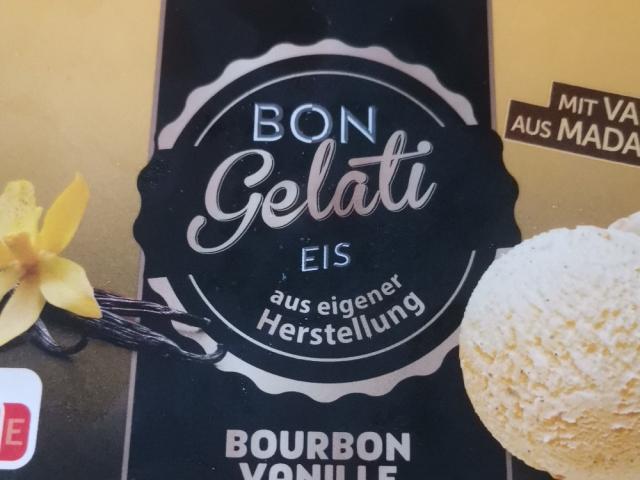 BON
Gelati
EIS
aus eigener
Herstellung
MIT VA
AUS MADA
E
BOURBON
VANILLE